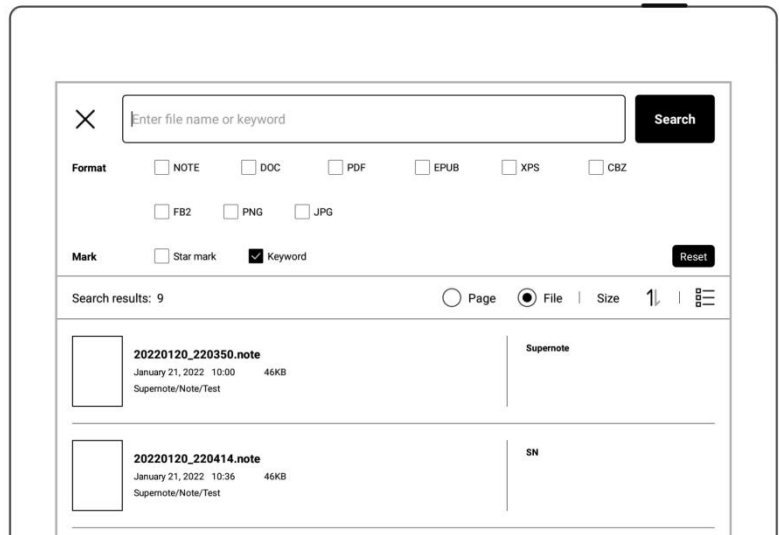 Enter file name or keyword Search
Format NOTE DOC PDF EPUB XPS CBZ
FB2 PNG JPG
Mark Star mark Keyword Reset
Search results: 9 Page File Size
20220120_220350.note Supernote
January 21, 2022 10:00 46KB
Supernote/Note/Test
20220120_220414.note SN
January 21, 2022 10:36 46KB
Supernote/Note/Test